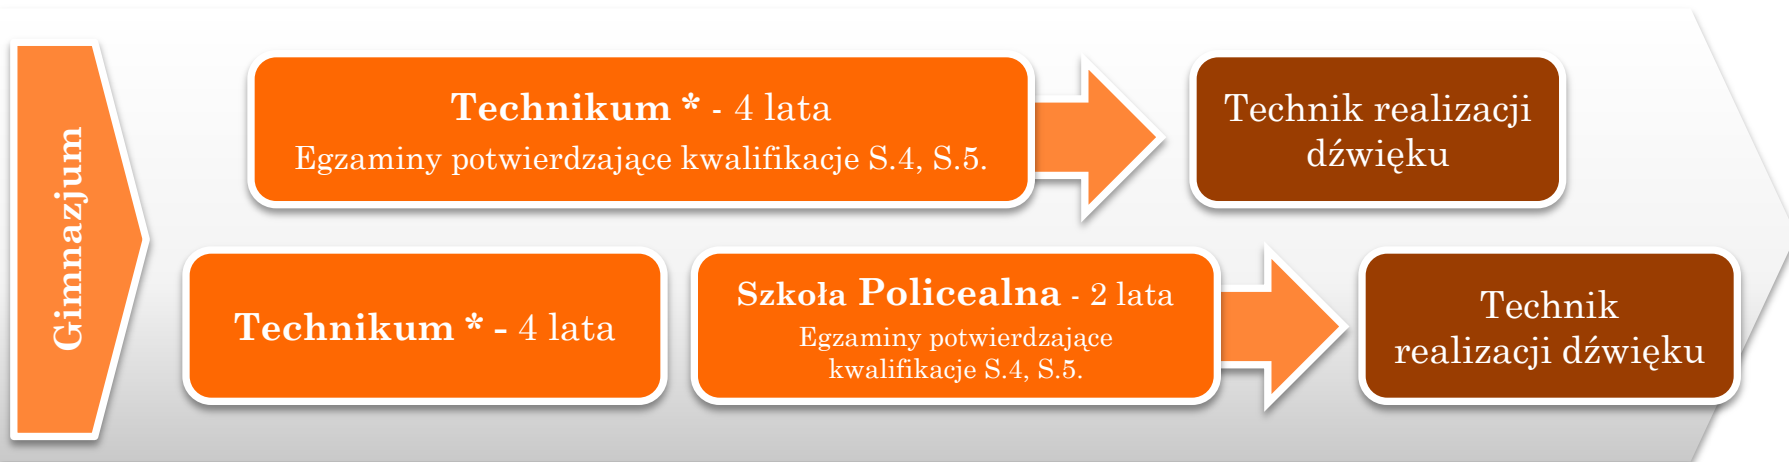 Gimnazjum
Technikum * - 4 lata
Egzaminy potwierdzające kwalifikacje S.4, S.5.
Technik realizacji
dźwięku
Technikum * - 4 lata
Szkoła Policealna - 2 lata
Egzaminy potwierdzające
kwalifikacje S.4, S.5.
Technik
realizacji dźwięku